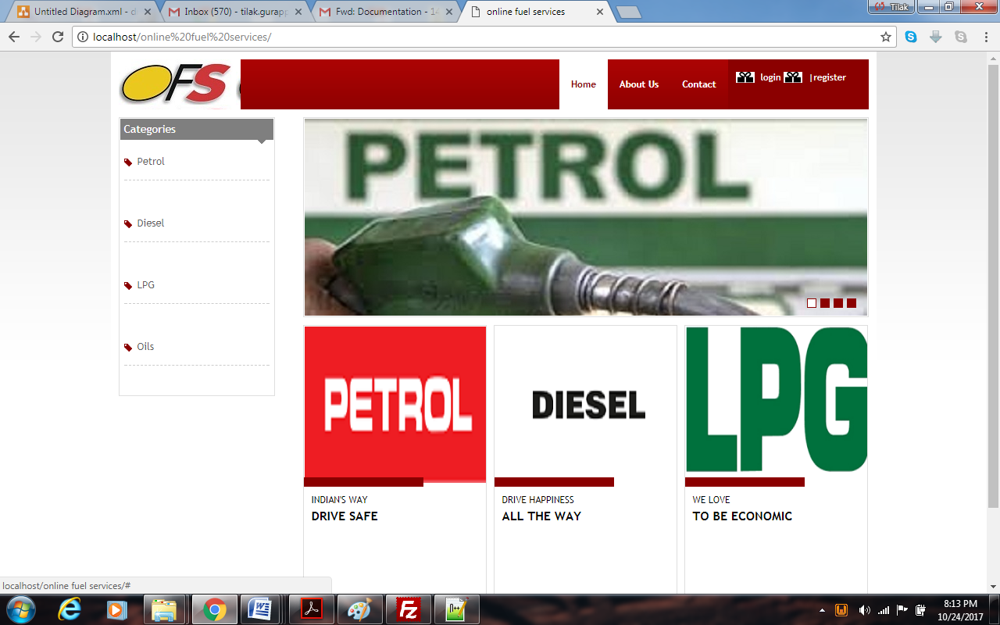 Untitled Diagram.xml - d
Inbox (570) - tilak.gurap
Fwd: Documentation - 14
online fuel services
Tilak
localhost/online%20fuel%20services/
OFS
Home
About Us
Contact
login
|register
Categories
Petrol
Diesel
LPG
Oils
PETROL
PETROL
DIESEL
LPG
INDIAN'S WAY
DRIVE SAFE
DRIVE HAPPINESS
ALL THE WAY
WE LOVE
TO BE ECONOMIC
localhost/online fuel services/#
8:13 PM
10/24/2017